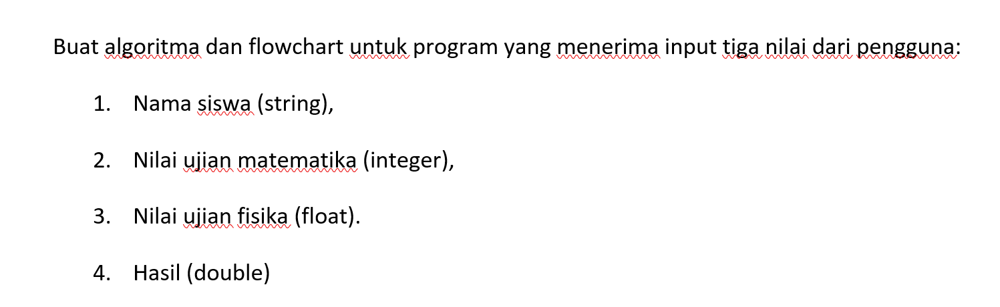 Buat algoritma dan flowchart untuk program yang menerima input tiga nilai dari pengguna:
1. Nama siswa (string),
2. Nilai ujian matematika (integer),
3. Nilai ujian fisika (float).
4. Hasil (double)